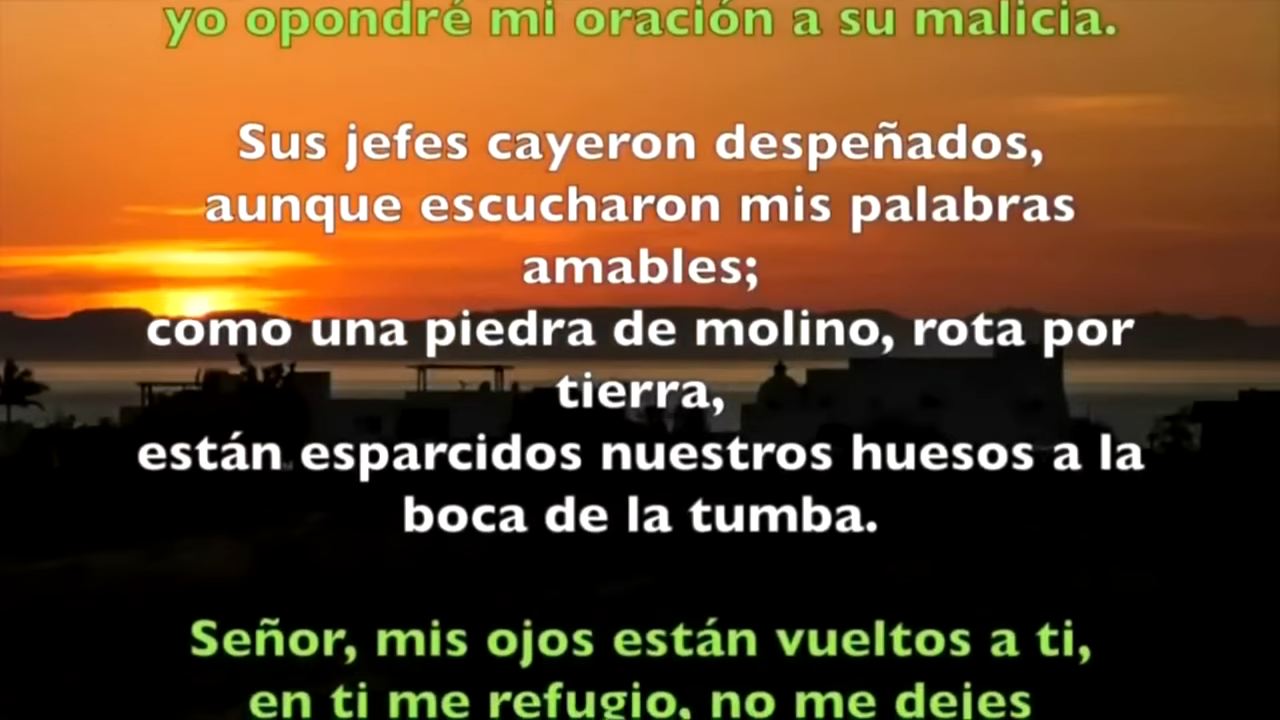 yo opondré mi oración a su malicia.
Sus jefes cayeron despeñados,
aunque escucharon mis palabras
amables;
como una piedra de molino, rota por
tierra,
están esparcidos nuestros huesos a la
boca de la tumba.
Señor, mis ojos están vueltos a ti,
en ti me refugio, no me dejes